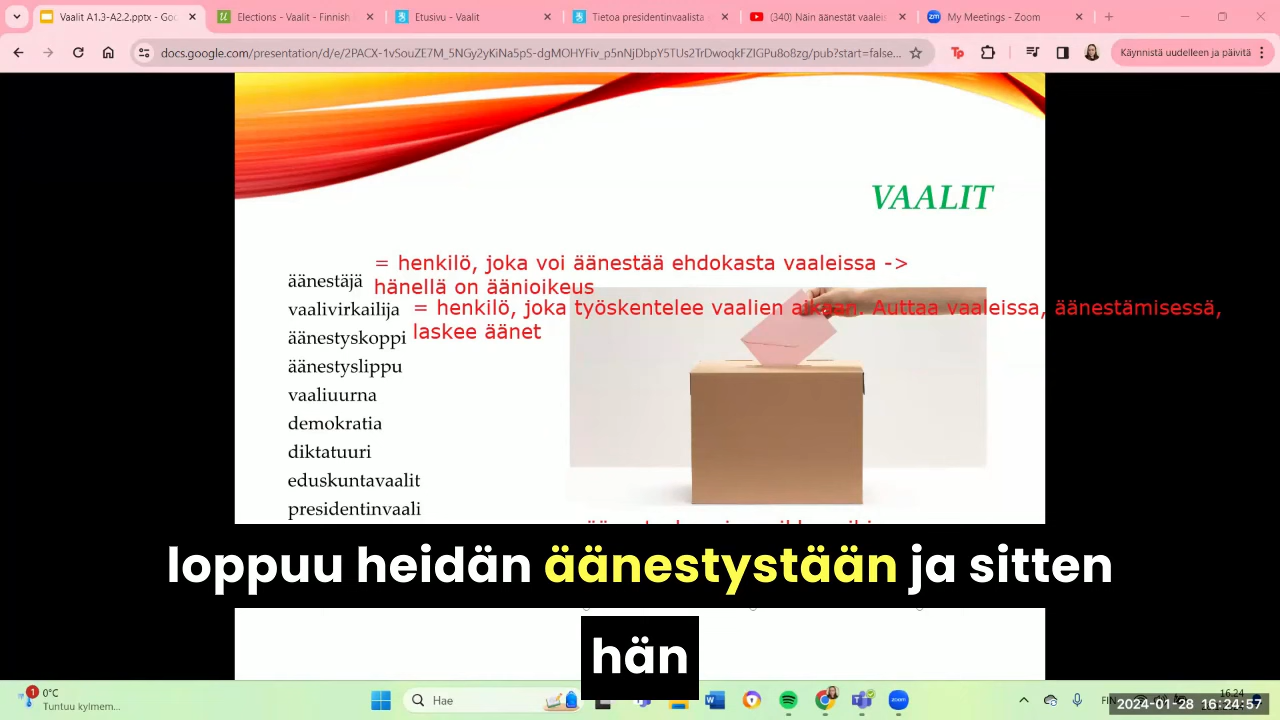 Vaalit A1.3-A2.2.pptx - Goo
Elections - Vaalit - Finnish
Etusivu - Vaalit
Tietoa presidentinvaalista
(340) Näin äänestät vaaleis
My Meetings - Zoom
docs.google.com/presentation/d/e/2PACX-1vSouZE7M_5NGy2yKiNa5pS-dgMOHYFiv_p5nNjDbpY5TUs2TrDwoqkFZIGPu8o8zg/pub?start=false...
Käynnistä uudelleen ja päivitä
VAALIT
= henkilö, joka voi äänestää ehdokasta vaaleissa ->
äänestäjä
hänellä on äänioikeus
vaalivirkailija
= henkilö, joka työskentelee vaalien aikaan. Auttaa vaaleissa, äänestämisessä,
laskee äänet
äänestyskoppi
äänestyslippu
vaaliuurna
demokratia
diktatuuri
eduskuntavaalit
presidentinvaali
loppuu heidän äänestystään ja sitten
hän
1
0°C
Tuntuu kylmem...
Hae
FIN
16.24
2024-01-28 16:24:57